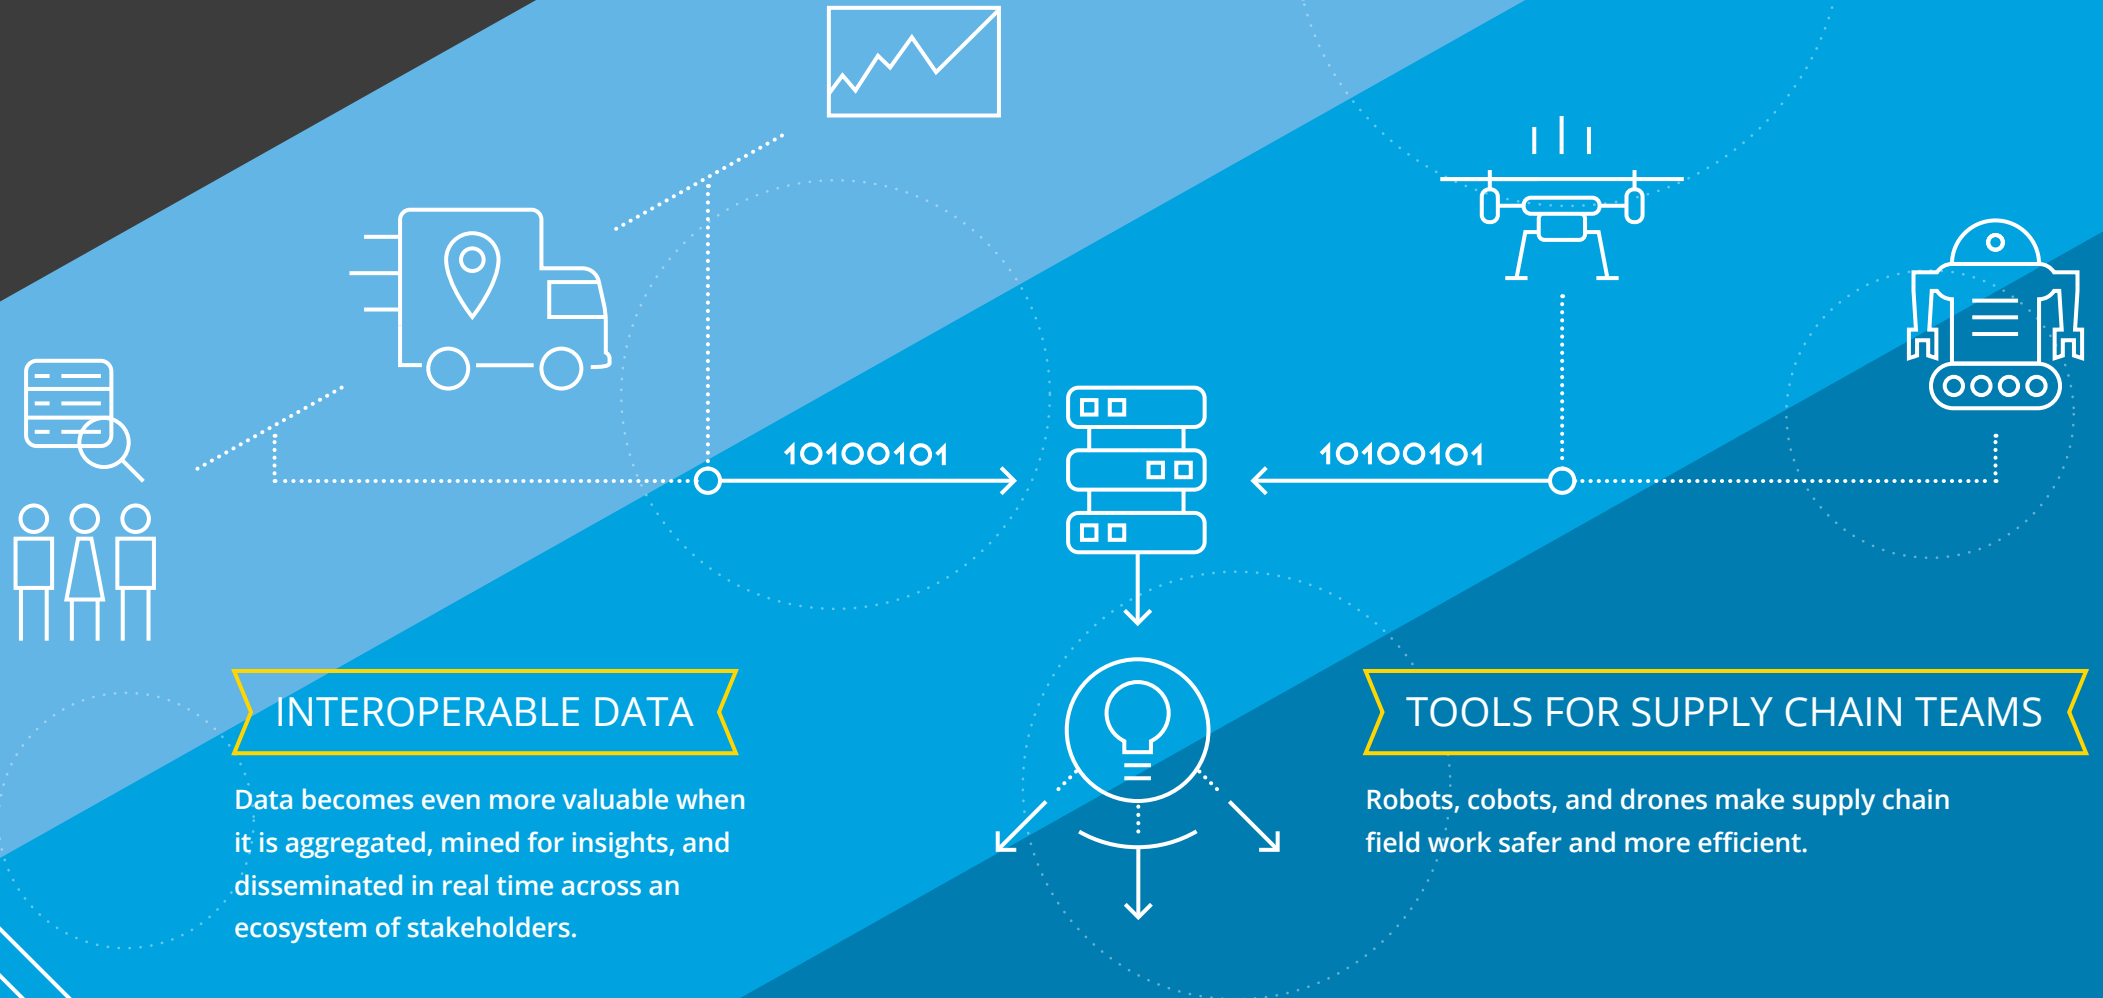 10100101
10100101
INTEROPERABLE DATA
Data becomes even more valuable when
it is aggregated, mined for insights, and
disseminated in real time across an
ecosystem of stakeholders.
TOOLS FOR SUPPLY CHAIN TEAMS
Robots, cobots, and drones make supply chain
field work safer and more efficient.